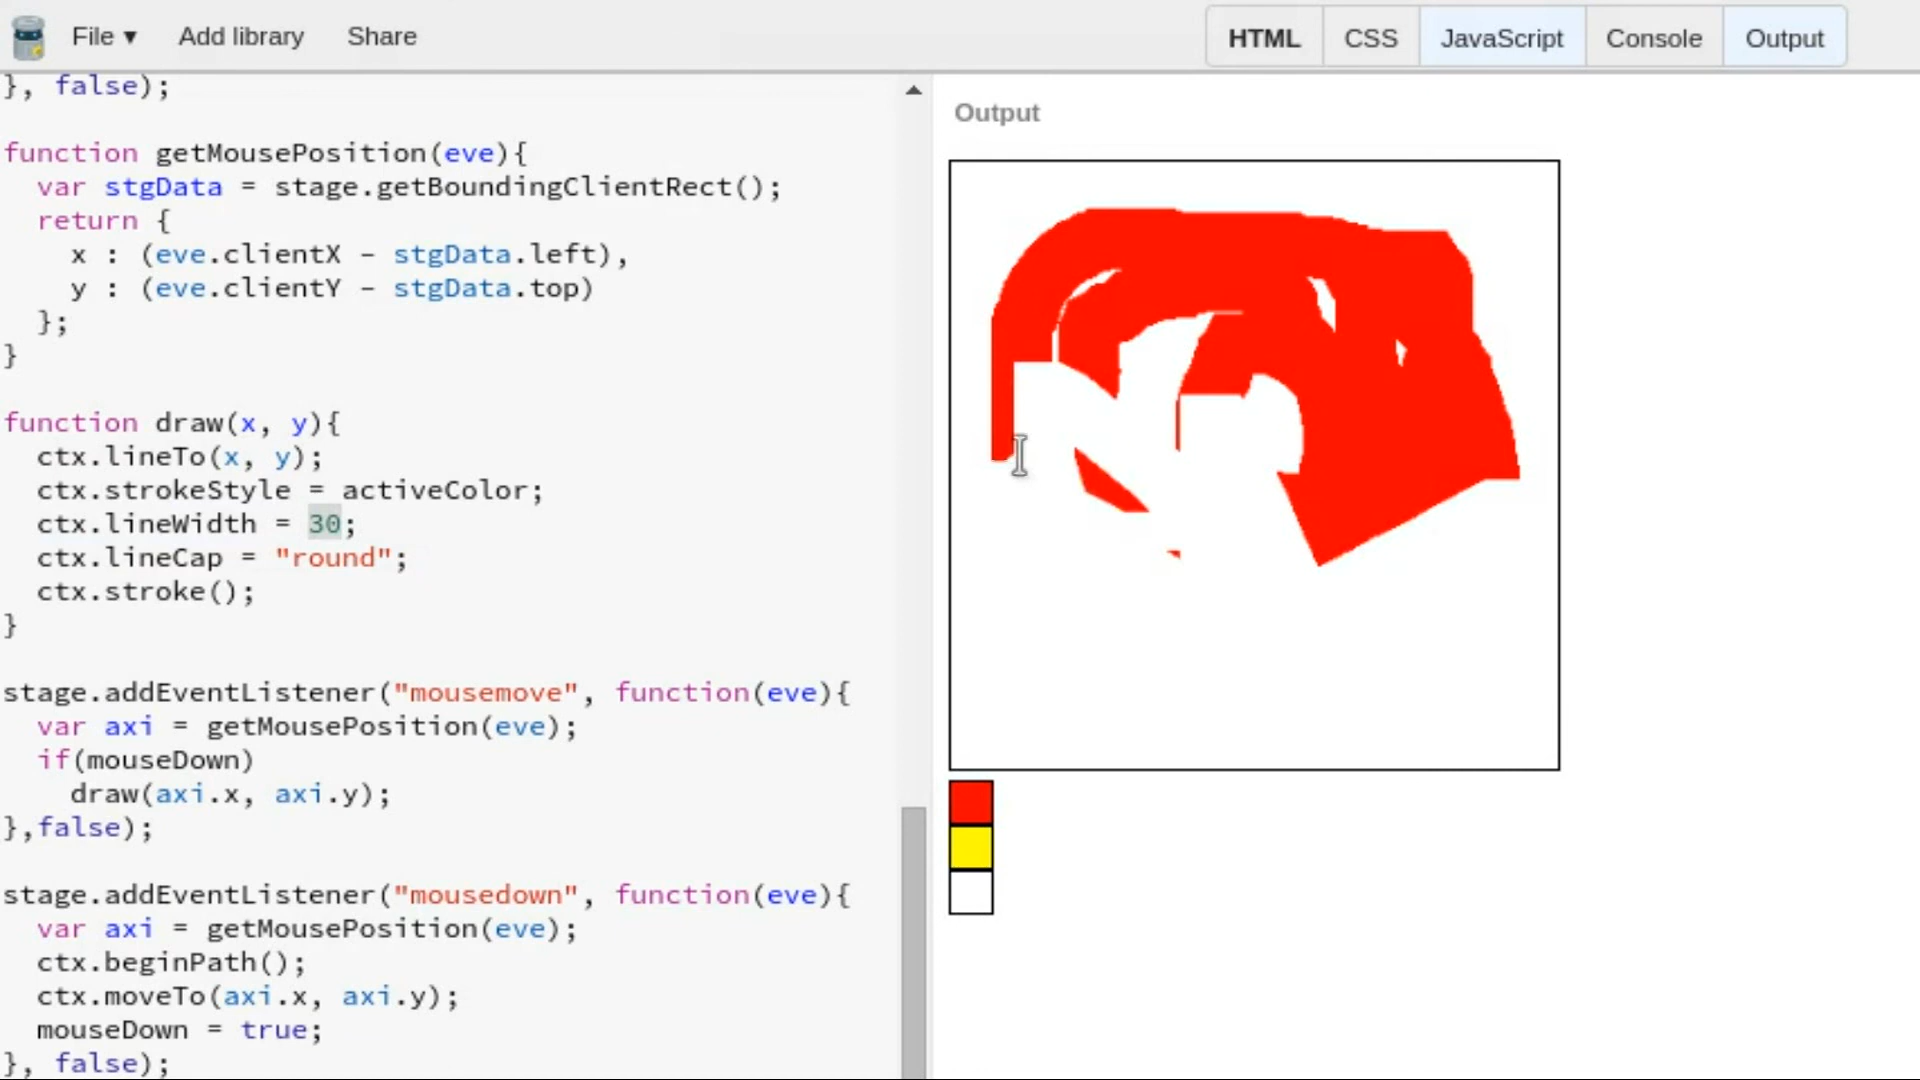 File ▾ Add library Share HTML CSS JavaScript Console Output
}, false);
function getMousePosition(eve){
var stgData = stage.getBoundingClientRect();
return {
x : (eve.clientX - stgData.left),
y : (eve.clientY - stgData.top)
};
}
function draw(x, y){
ctx.lineTo(x, y);
ctx.strokeStyle = activeColor;
ctx.lineWidth = 30;
ctx.lineCap = "round";
ctx.stroke();
}
stage.addEventListener("mousemove", function(eve){
var axi = getMousePosition(eve);
if(mouseDown)
draw(axi.x, axi.y);
},false);
stage.addEventListener("mousedown", function(eve){
var axi = getMousePosition(eve);
ctx.beginPath();
ctx.moveTo(axi.x, axi.y);
mouseDown = true;
}, false);
Output